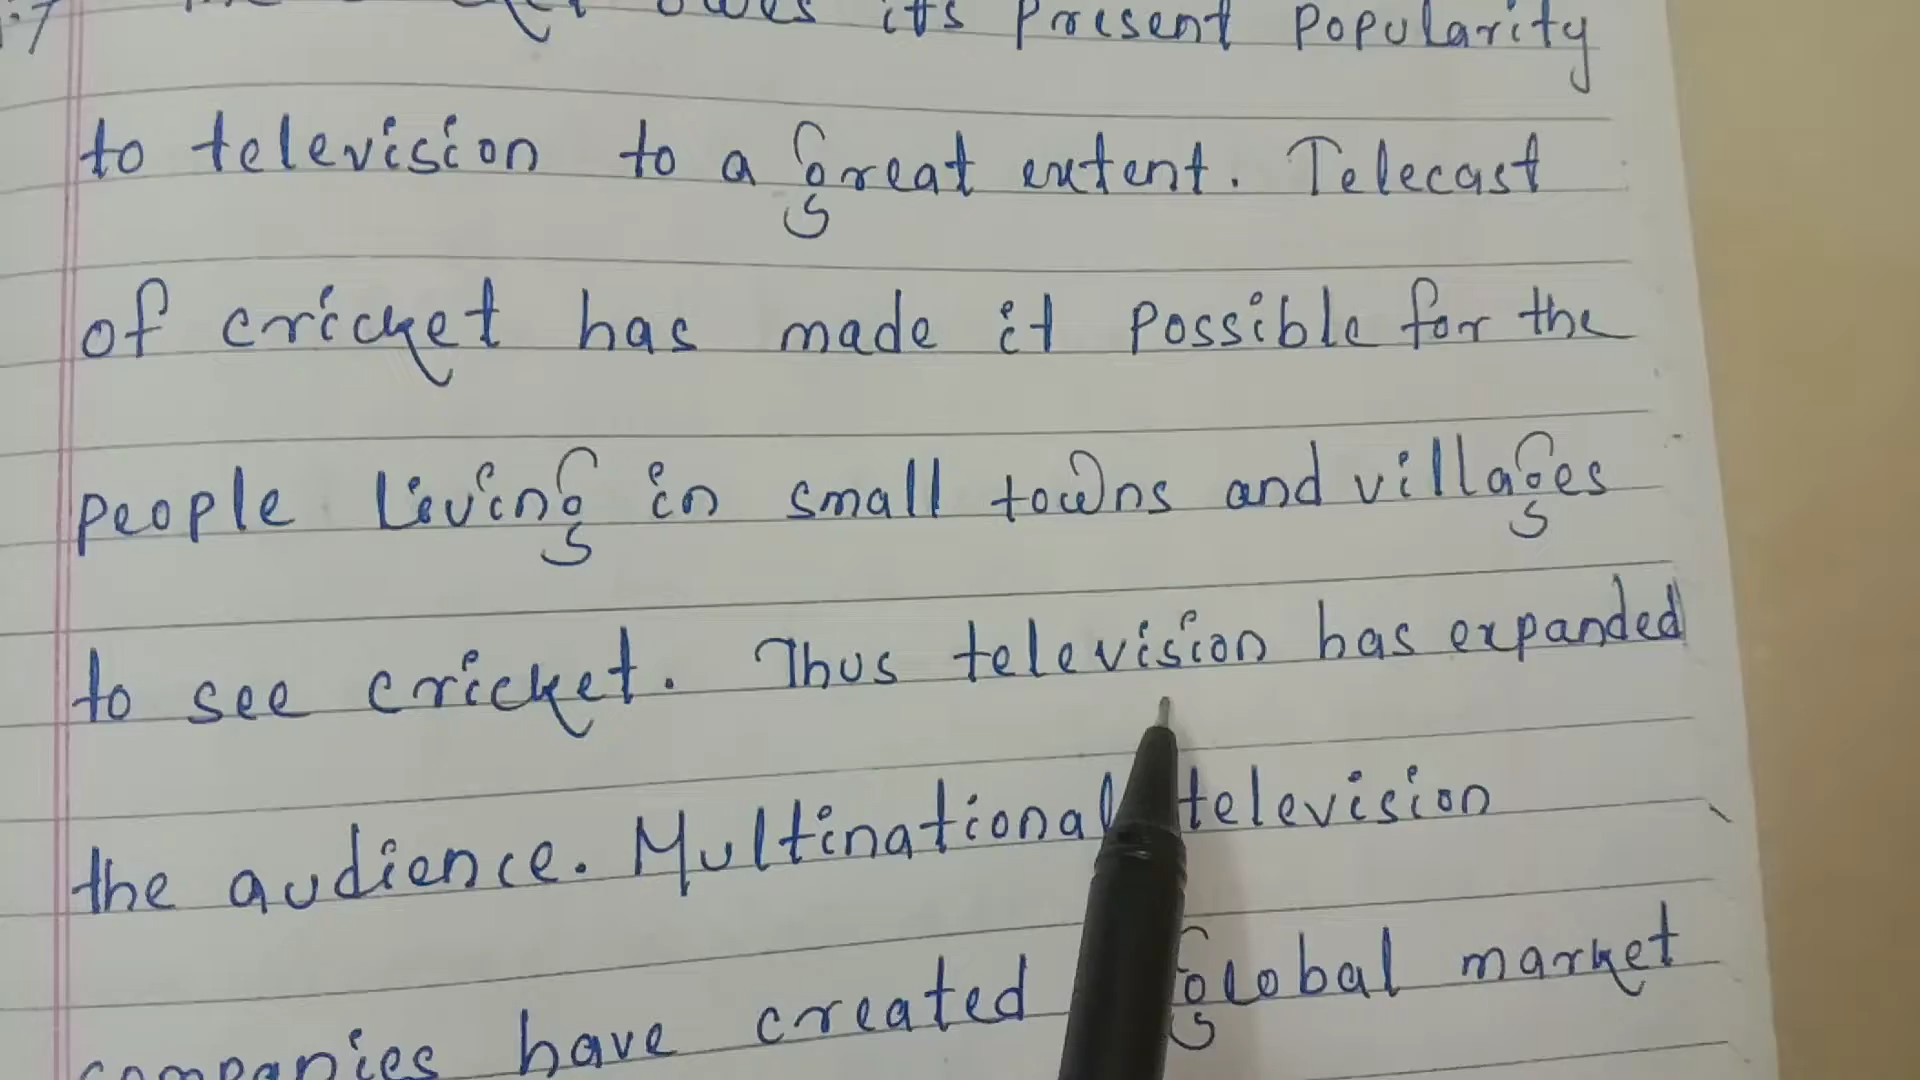 owes its present popularity
to television to a Great extent. Telecast
of cricket has made it possible for the
people living in small towns and villages
to see cricket. Thus television has expanded
the audience. Multinational television
companies have created Global market